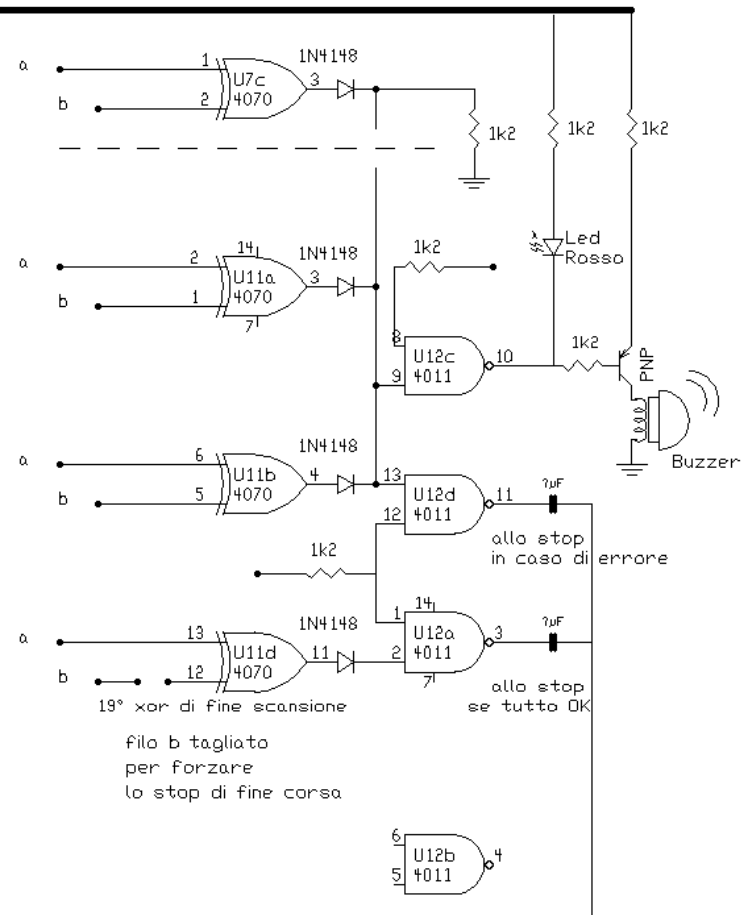 1N4148
a
1
U7c
4070
3
b
2
1k2
1k2
1k2
1N4148
a
2
14
U11a
4070
3
b
1
7
1k2
Led
Rosso
8
U12c
4011
10
9
1k2
PNP
Buzzer
1N4148
a
6
U11b
4070
4
b
5
13
U12d
4011
11
12
?µF
allo stop
in caso di errore
1k2
1N4148
a
13
U11d
4070
11
b
12
1
14
U12a
4011
3
2
7
?µF
allo stop
se tutto OK
19° xor di fine scansione
filo b tagliato
per forzare
lo stop di fine corsa
6
U12b
4011
4
5